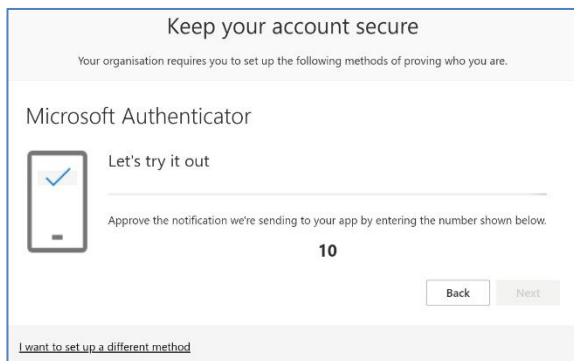 Keep your account secure
Your organisation requires you to set up the following methods of proving who you are.
Microsoft Authenticator
Let's try it out
Approve the notification we're sending to your app by entering the number shown below.
10
Back Next
I want to set up a different method